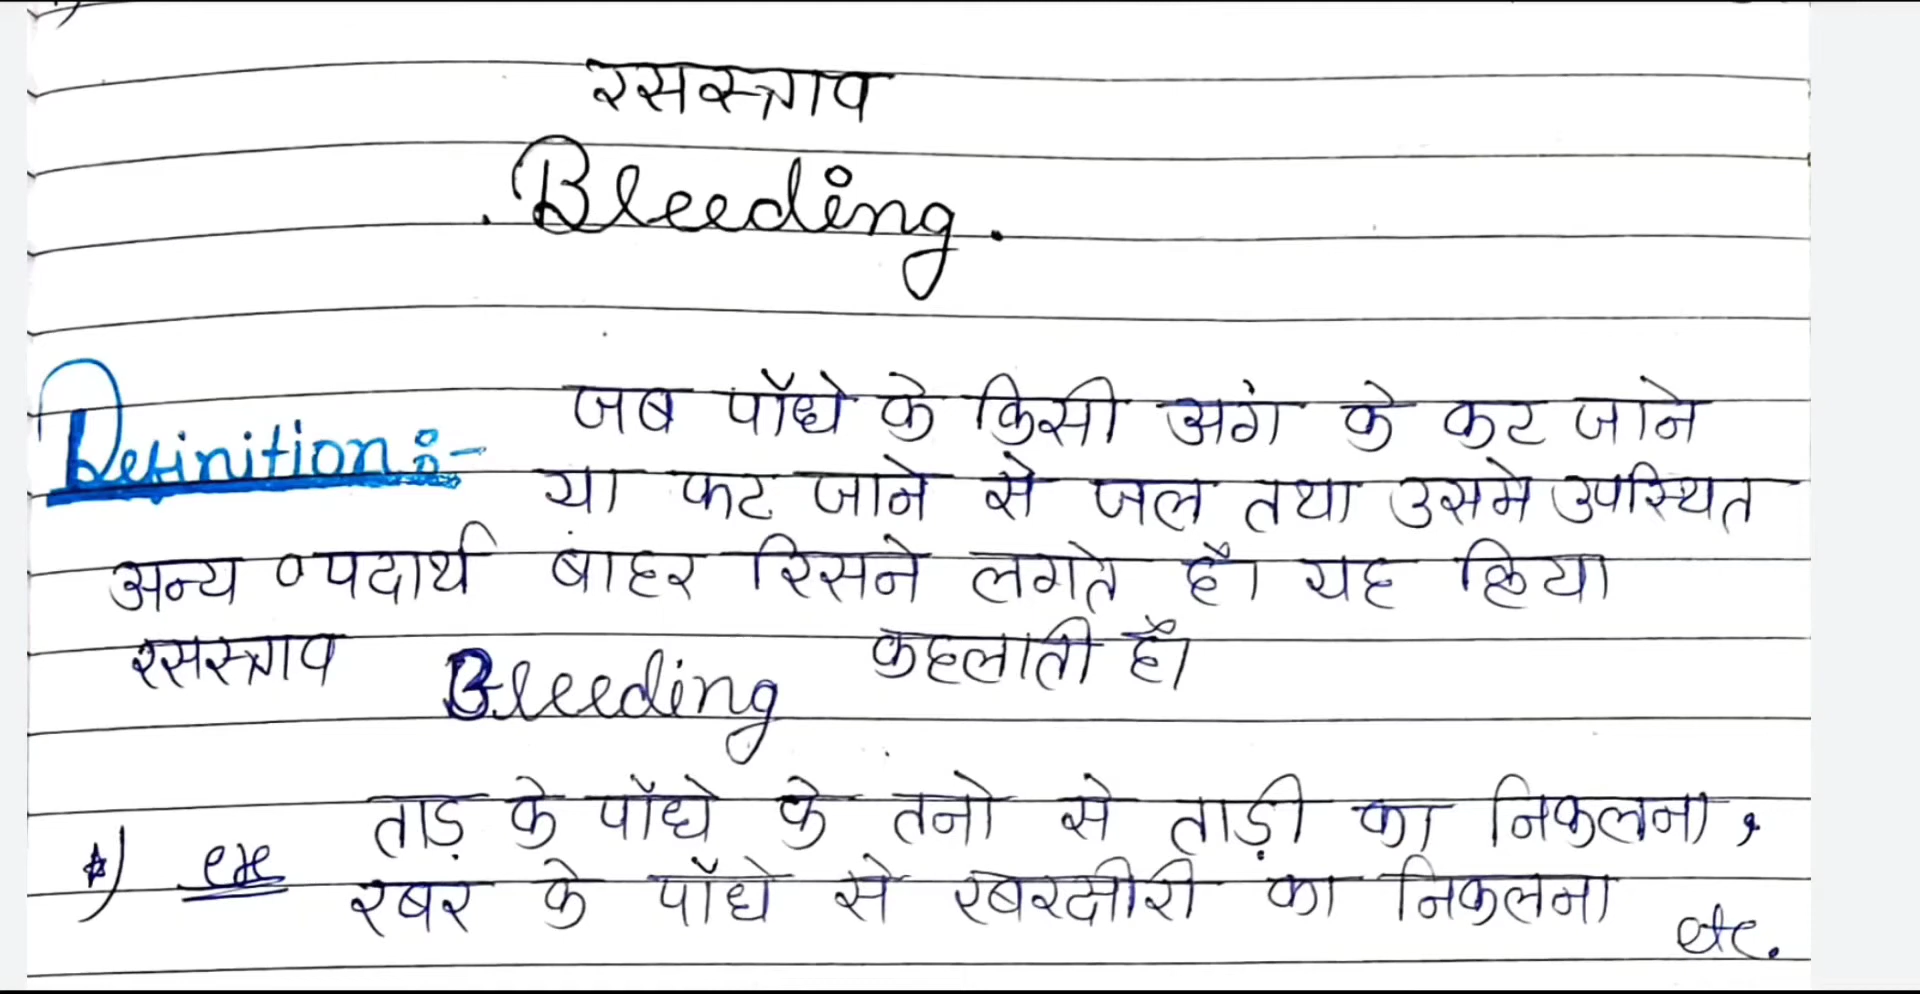 रसस्त्राव
Bleeding.
Definition :- जब पौधे के किसी अंग के कट जाने
या फट जाने से जल तथा उसमे उपस्थित
अन्य पदार्थ बाहर रिसने लगते है। यह क्रिया
रसस्त्राव Bleeding कहलाती है।
ताड़ के पौधे के तनो से ताड़ी का निकलना,
*) ex रबर के पौधे से रबरक्षीरी का निकलना etc.